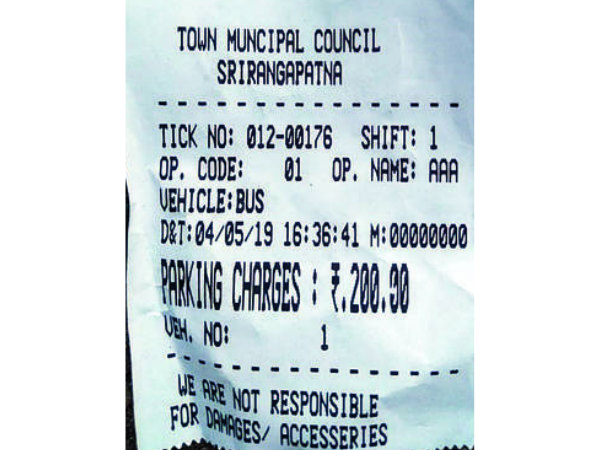 TOWN MUNCIPAL COUNCIL
SRIRANGAPATNA
TICK NO: 012-00176 SHIFT: 1
OP. CODE: 01 OP. NAME: AAA
VEHICLE:BUS
D&T:04/05/19 16:36:41 M:00000000
PARKING CHARGES : ₹.200.00
VEH. NO: 1
WE ARE NOT RESPONSIBLE
FOR DAMAGES/ ACCESSERIES